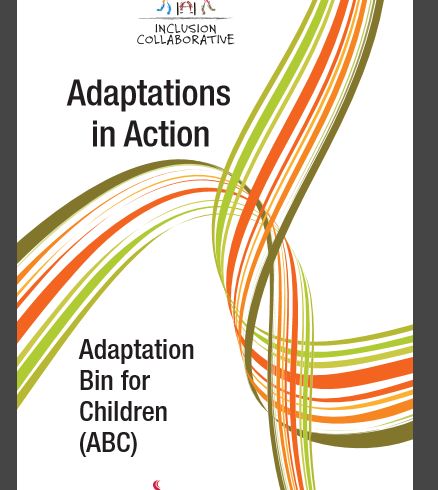 INCLUSION
COLLABORATIVE
Adaptations
in Action
Adaptation
Bin for
Children
(ABC)